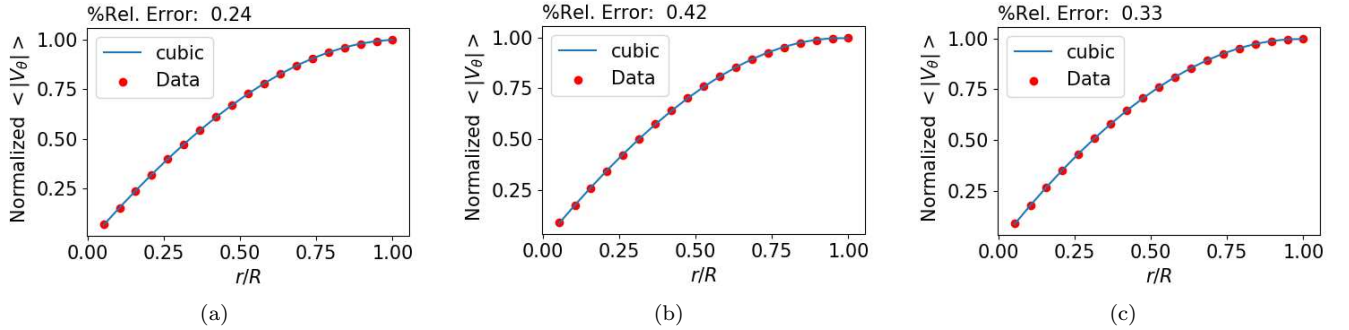 %Rel. Error: 0.24
1.00
0.75
0.50
0.25
Normalized < |V_θ| >
cubic
Data
0.00 0.25 0.50 0.75 1.00
r/R
(a)
%Rel. Error: 0.42
1.00
0.75
0.50
0.25
Normalized < |V_θ| >
cubic
Data
0.00 0.25 0.50 0.75 1.00
r/R
(b)
%Rel. Error: 0.33
1.00
0.75
0.50
0.25
Normalized < |V_θ| >
cubic
Data
0.00 0.25 0.50 0.75 1.00
r/R
(c)